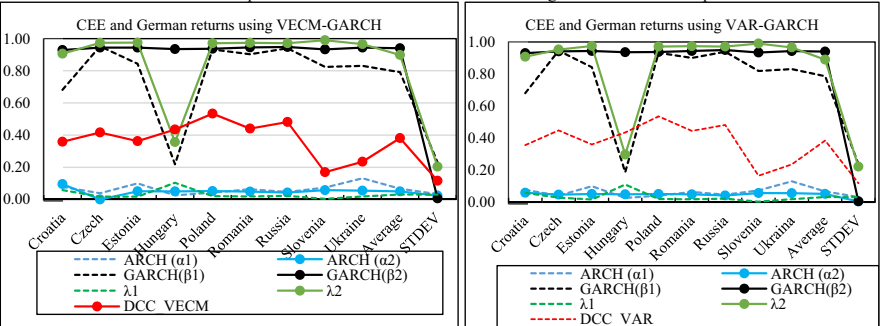 CEE and German returns using VECM-GARCH
1.00
0.80
0.60
0.40
0.20
0.00
Croatia
Czech
Estonia
Hungary
Poland
Romania
Russia
Slovenia
Ukraine
Average
STDEV
ARCH (α1) ARCH (α2)
GARCH(β1) GARCH(β2)
λ1 λ2
DCC_VECM
CEE and German returns using VAR-GARCH
1.00
0.80
0.60
0.40
0.20
0.00
Croatia
Czech
Estonia
Hungary
Poland
Romania
Russia
Slovenia
Ukraina
Average
STDEV
ARCH (α1) ARCH (α2)
GARCH(β1) GARCH(β2)
λ1 λ2
DCC_VAR